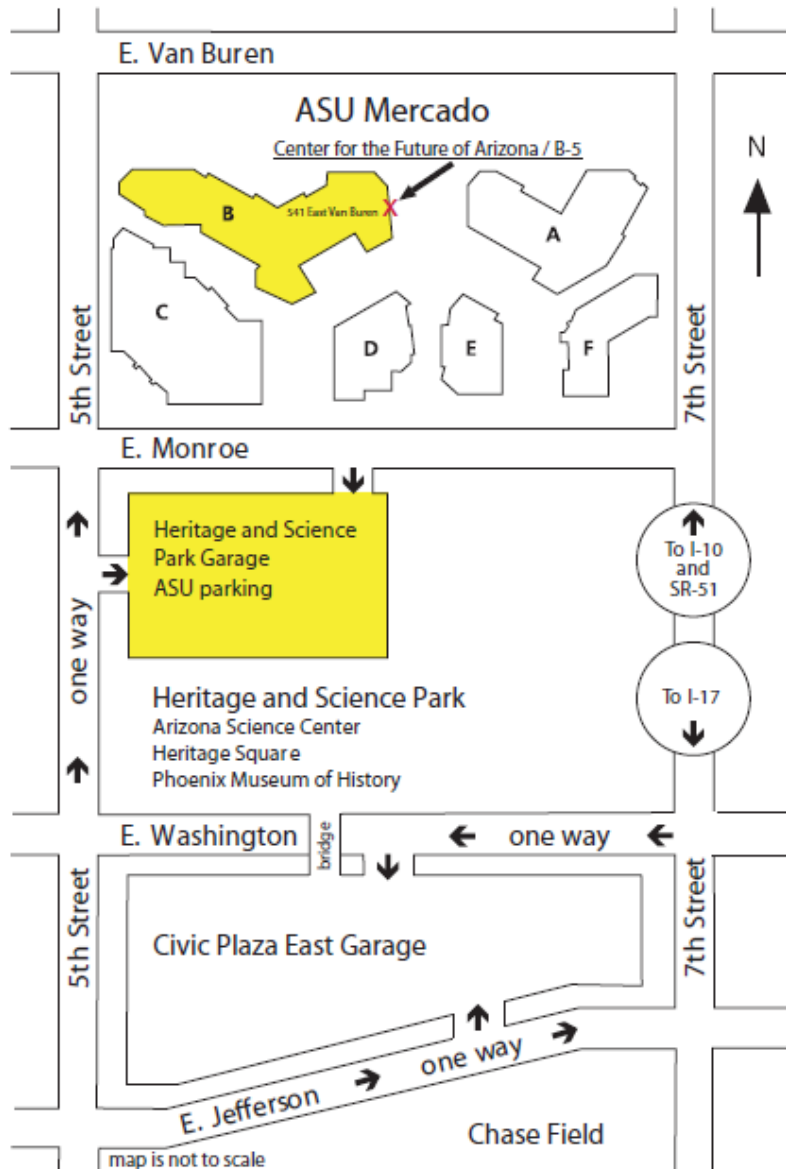 E. Van Buren
ASU Mercado
Center for the Future of Arizona / B-5
N
B
541 East Van Buren
X
A
C
D
E
F
5th Street
7th Street
E. Monroe
Heritage and Science
Park Garage
ASU parking
To I-10
and
SR-51
one way
To I-17
Heritage and Science Park
Arizona Science Center
Heritage Square
Phoenix Museum of History
E. Washington
bridge
one way
5th Street
7th Street
Civic Plaza East Garage
one way
E. Jefferson
Chase Field
map is not to scale